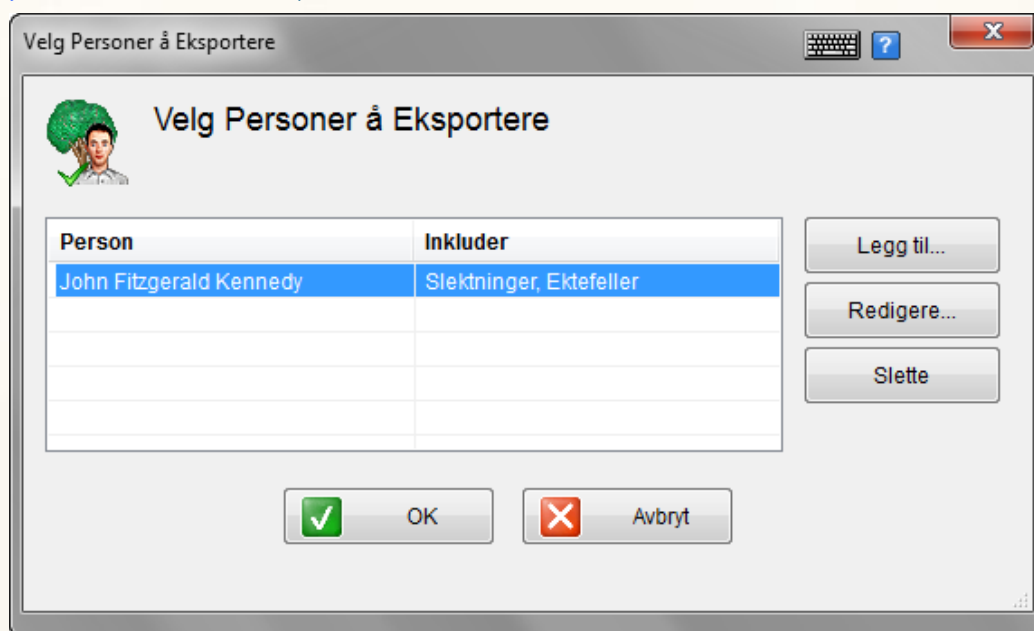 Velg Personer å Eksportere
?
Velg Personer å Eksportere
Person Inkluder
John Fitzgerald Kennedy Slektninger, Ektefeller
Legg til...
Redigere...
Slette
OK Avbryt